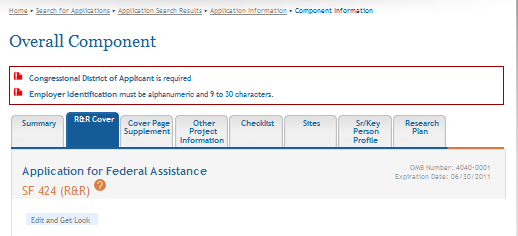 Home ▸ Search for Applications ▸ Application Search Results ▸ Application Information ▸ Component Information
Overall Component
Congressional District of Applicant is required
Employer Identification must be alphanumeric and 9 to 30 characters.
Summary
R&R Cover
Cover Page
Supplement
Other
Project
Information
Checklist
Sites
Sr/Key
Person
Profile
Research
Plan
Application for Federal Assistance
SF 424 (R&R) ?
OMB Number: 4040-0001
Expiration Date: 06/30/2011
Edit and Get Lock